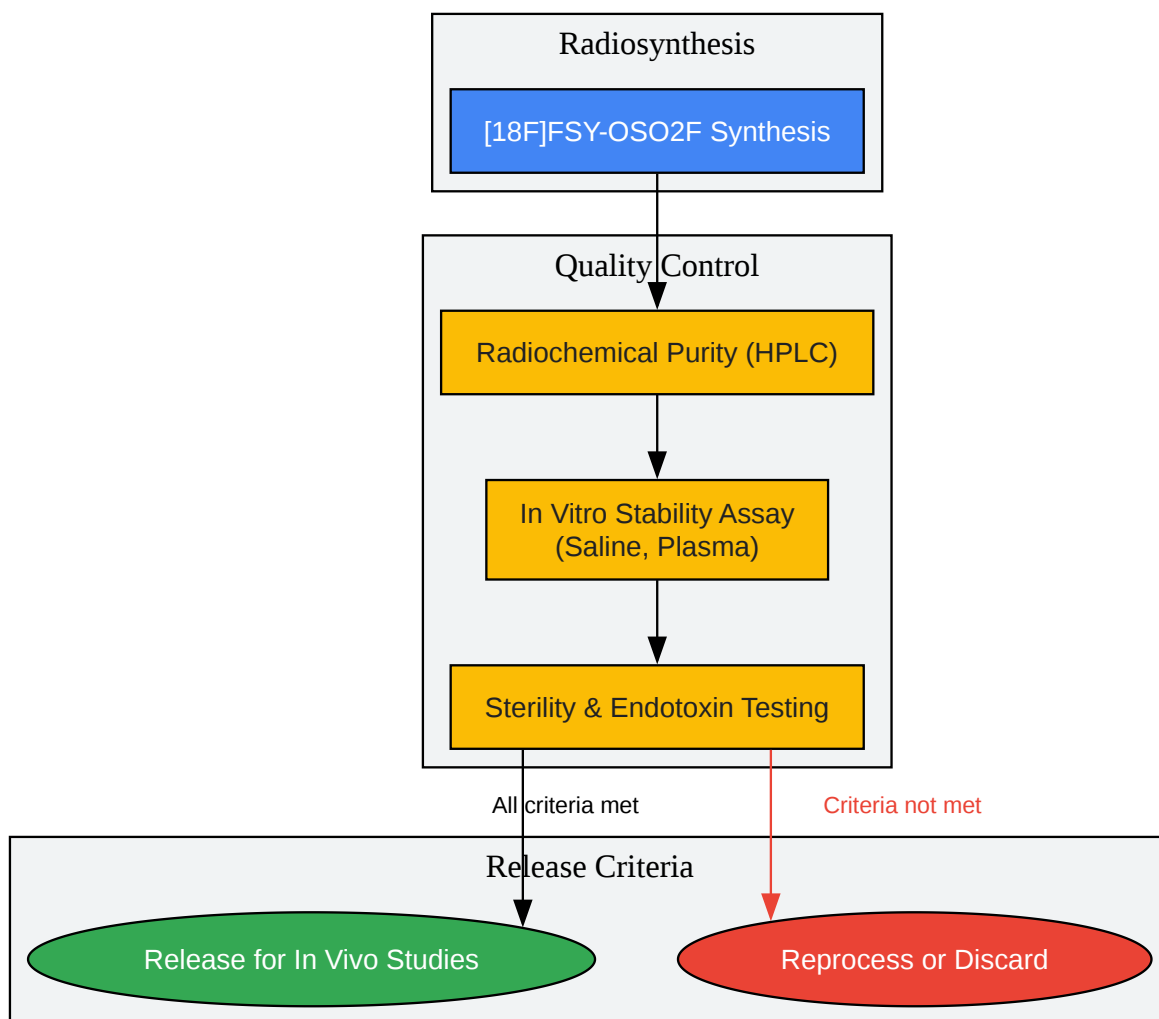 Radiosynthesis
[18F]FSY-OSO2F Synthesis
Quality Control
Radiochemical Purity (HPLC)
In Vitro Stability Assay
(Saline, Plasma)
Sterility & Endotoxin Testing
All criteria met
Criteria not met
Release Criteria
Release for In Vivo Studies
Reprocess or Discard